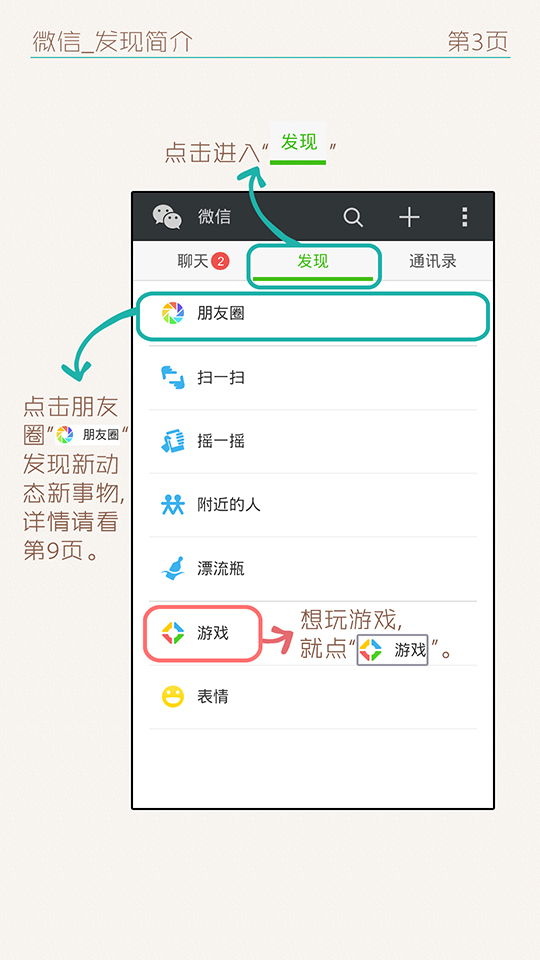 微信_发现简介
第3页
点击进入“发现”
微信
聊天 2
发现
通讯录
朋友圈
扫一扫
摇一摇
附近的人
漂流瓶
游戏
表情
点击朋友
圈”朋友圈“
发现新动
态新事物,
详情请看
第9页。
想玩游戏,
就点“游戏”。